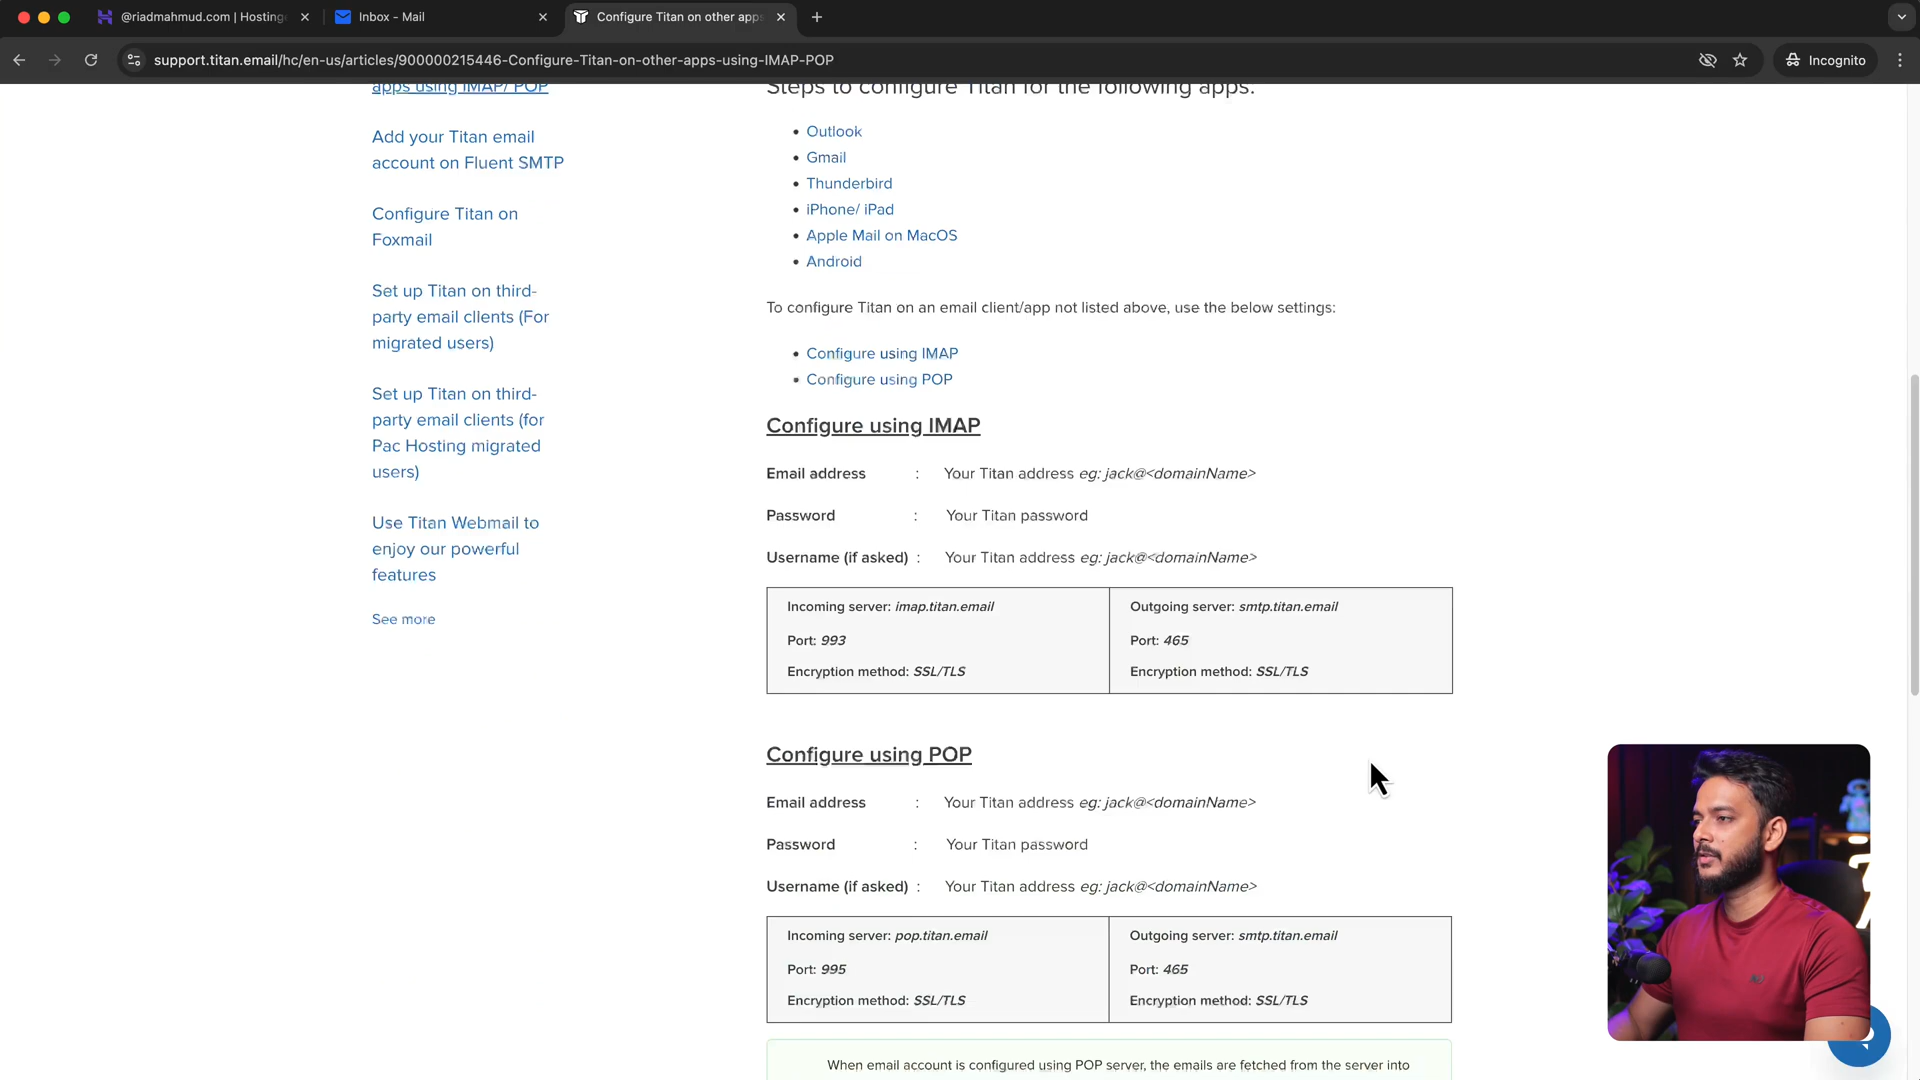 @riadmahmud.com | Hosting
Inbox - Mail
Configure Titan on other apps
support.titan.email/hc/en-us/articles/900000215446-Configure-Titan-on-other-apps-using-IMAP-POP
Incognito
apps using IMAP/ POP
Add your Titan email
account on Fluent SMTP
Configure Titan on
Foxmail
Set up Titan on third-
party email clients (For
migrated users)
Set up Titan on third-
party email clients (for
Pac Hosting migrated
users)
Use Titan Webmail to
enjoy our powerful
features
See more
Steps to configure Titan for the following apps:
• Outlook
• Gmail
• Thunderbird
• iPhone/ iPad
• Apple Mail on MacOS
• Android
To configure Titan on an email client/app not listed above, use the below settings:
• Configure using IMAP
• Configure using POP
Configure using IMAP
Email address : Your Titan address eg: jack@<domainName>
Password : Your Titan password
Username (if asked) : Your Titan address eg: jack@<domainName>
Incoming server: imap.titan.email
Port: 993
Encryption method: SSL/TLS
Outgoing server: smtp.titan.email
Port: 465
Encryption method: SSL/TLS
Configure using POP
Email address : Your Titan address eg: jack@<domainName>
Password : Your Titan password
Username (if asked) : Your Titan address eg: jack@<domainName>
Incoming server: pop.titan.email
Port: 995
Encryption method: SSL/TLS
Outgoing server: smtp.titan.email
Port: 465
Encryption method: SSL/TLS
When email account is configured using POP server, the emails are fetched from the server into